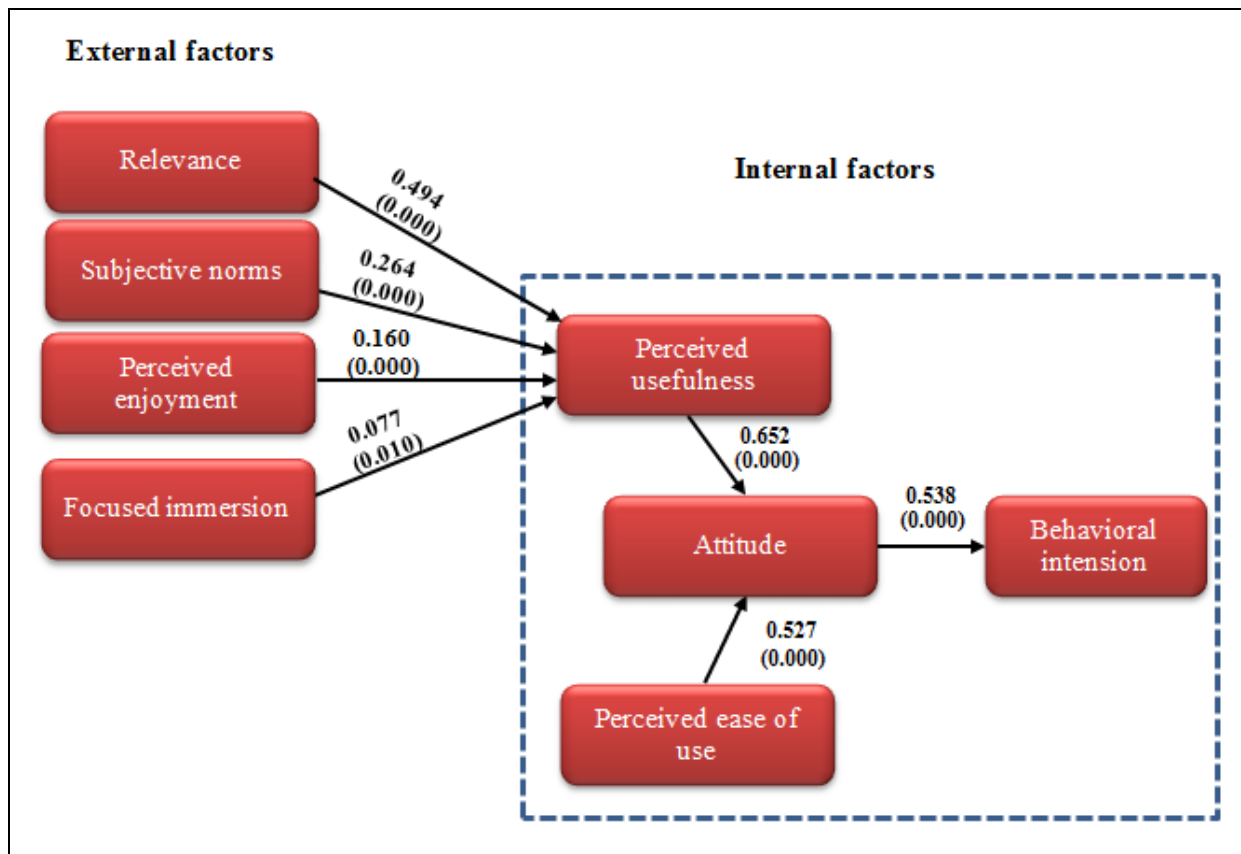 External factors
Relevance
0.494
(0.000)
Internal factors
Subjective norms
0.264
(0.000)
Perceived
enjoyment
0.160
(0.000)
Perceived
usefulness
Focused immersion
0.077
(0.010)
0.652
(0.000)
Attitude
0.538
(0.000)
Behavioral
intension
0.527
(0.000)
Perceived ease of
use